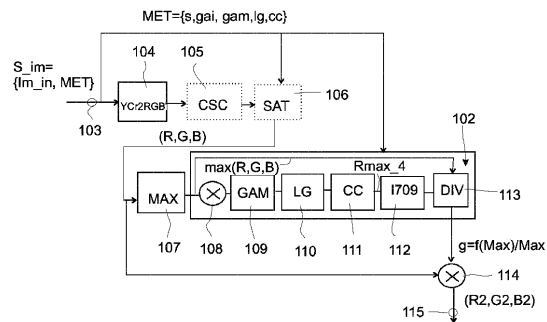 MET={s,gai, gam,lg,cc}
S_im=
{Im_in, MET}
104
105
106
YCr2RGB
CSC
SAT
103
(R,G,B)
102
max(R,G,B)
Rmax_4
MAX
GAM
LG
CC
I709
DIV
113
107
108
109
110
111
112
g=f(Max)/Max
114
(R2,G2,B2)
115